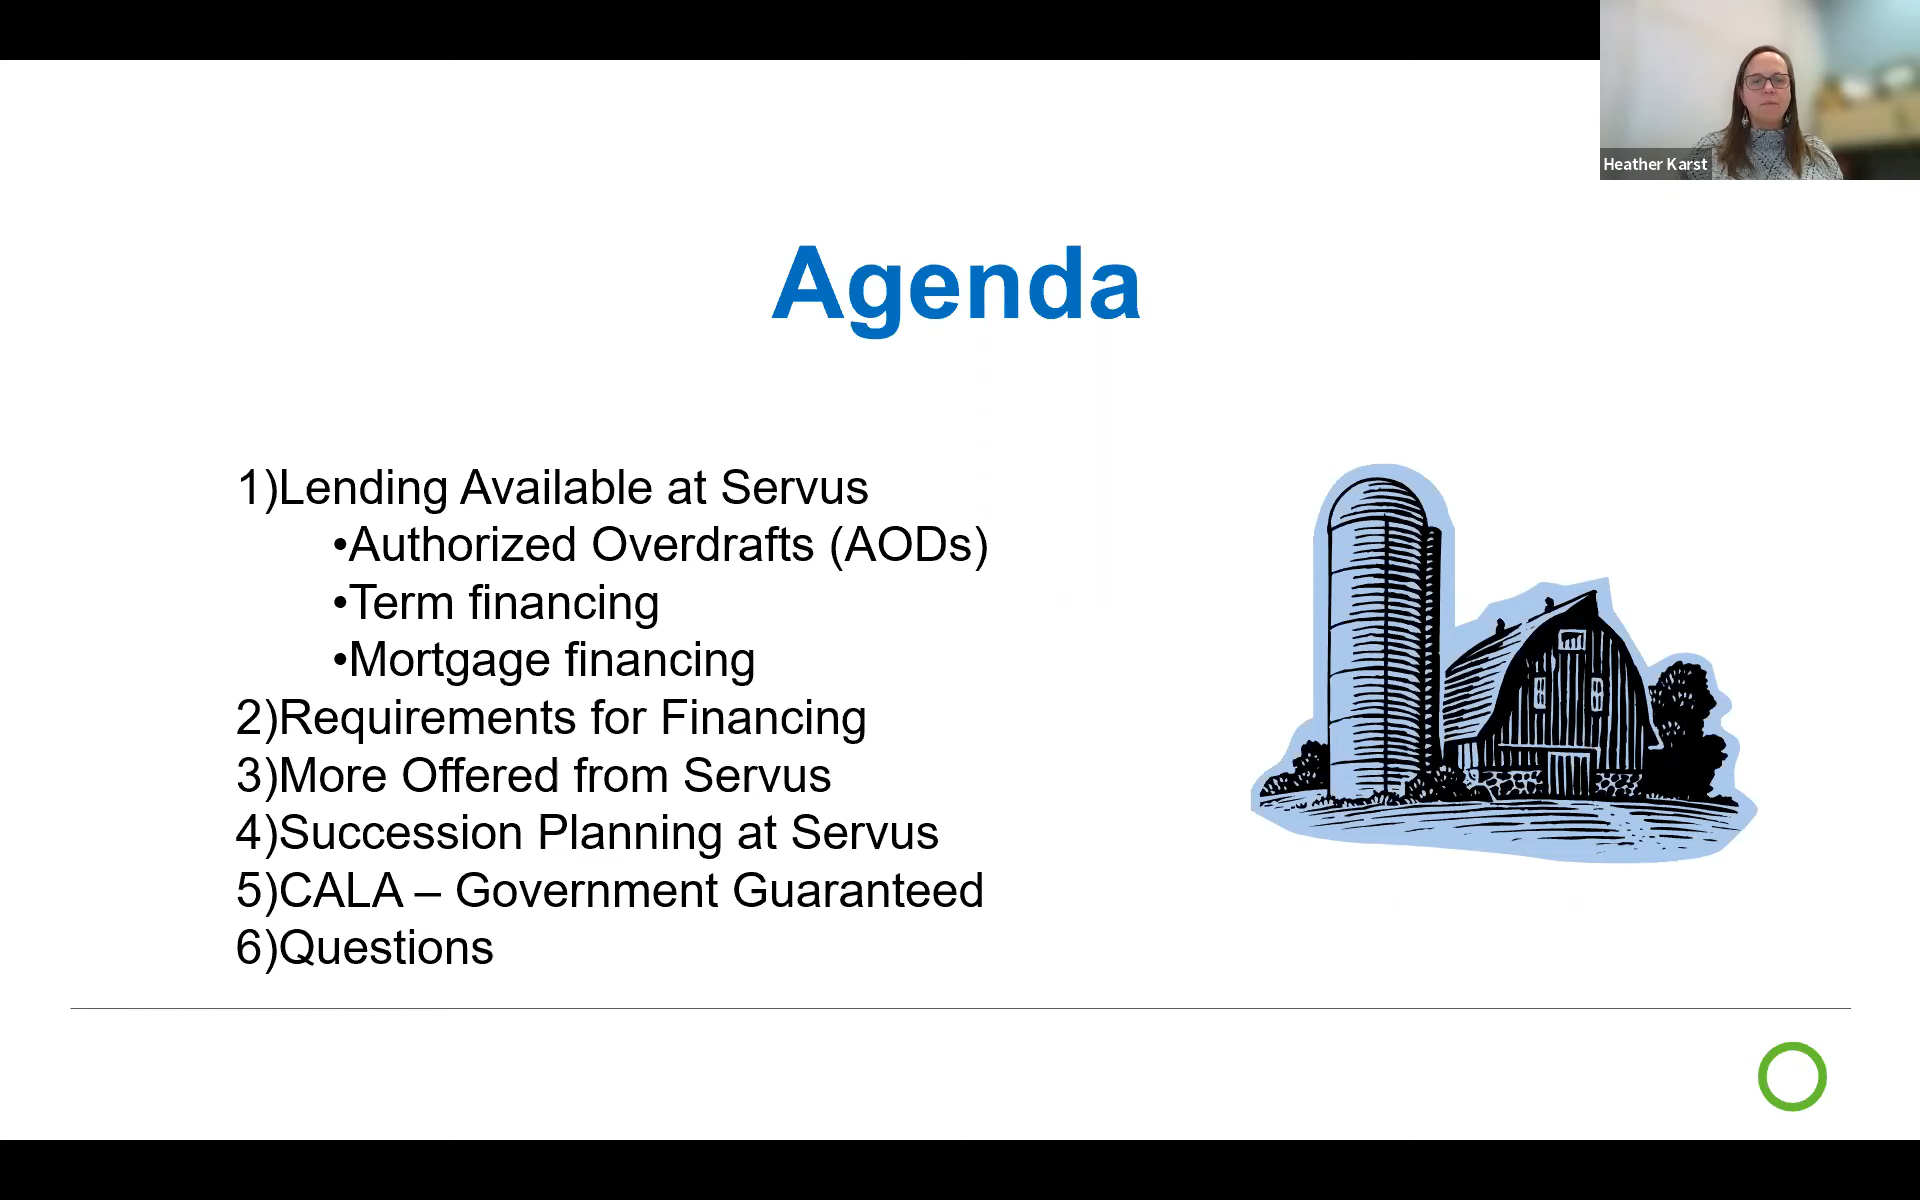 Heather Karst
Agenda
1)Lending Available at Servus
•Authorized Overdrafts (AODs)
•Term financing
•Mortgage financing
2)Requirements for Financing
3)More Offered from Servus
4)Succession Planning at Servus
5)CALA – Government Guaranteed
6)Questions